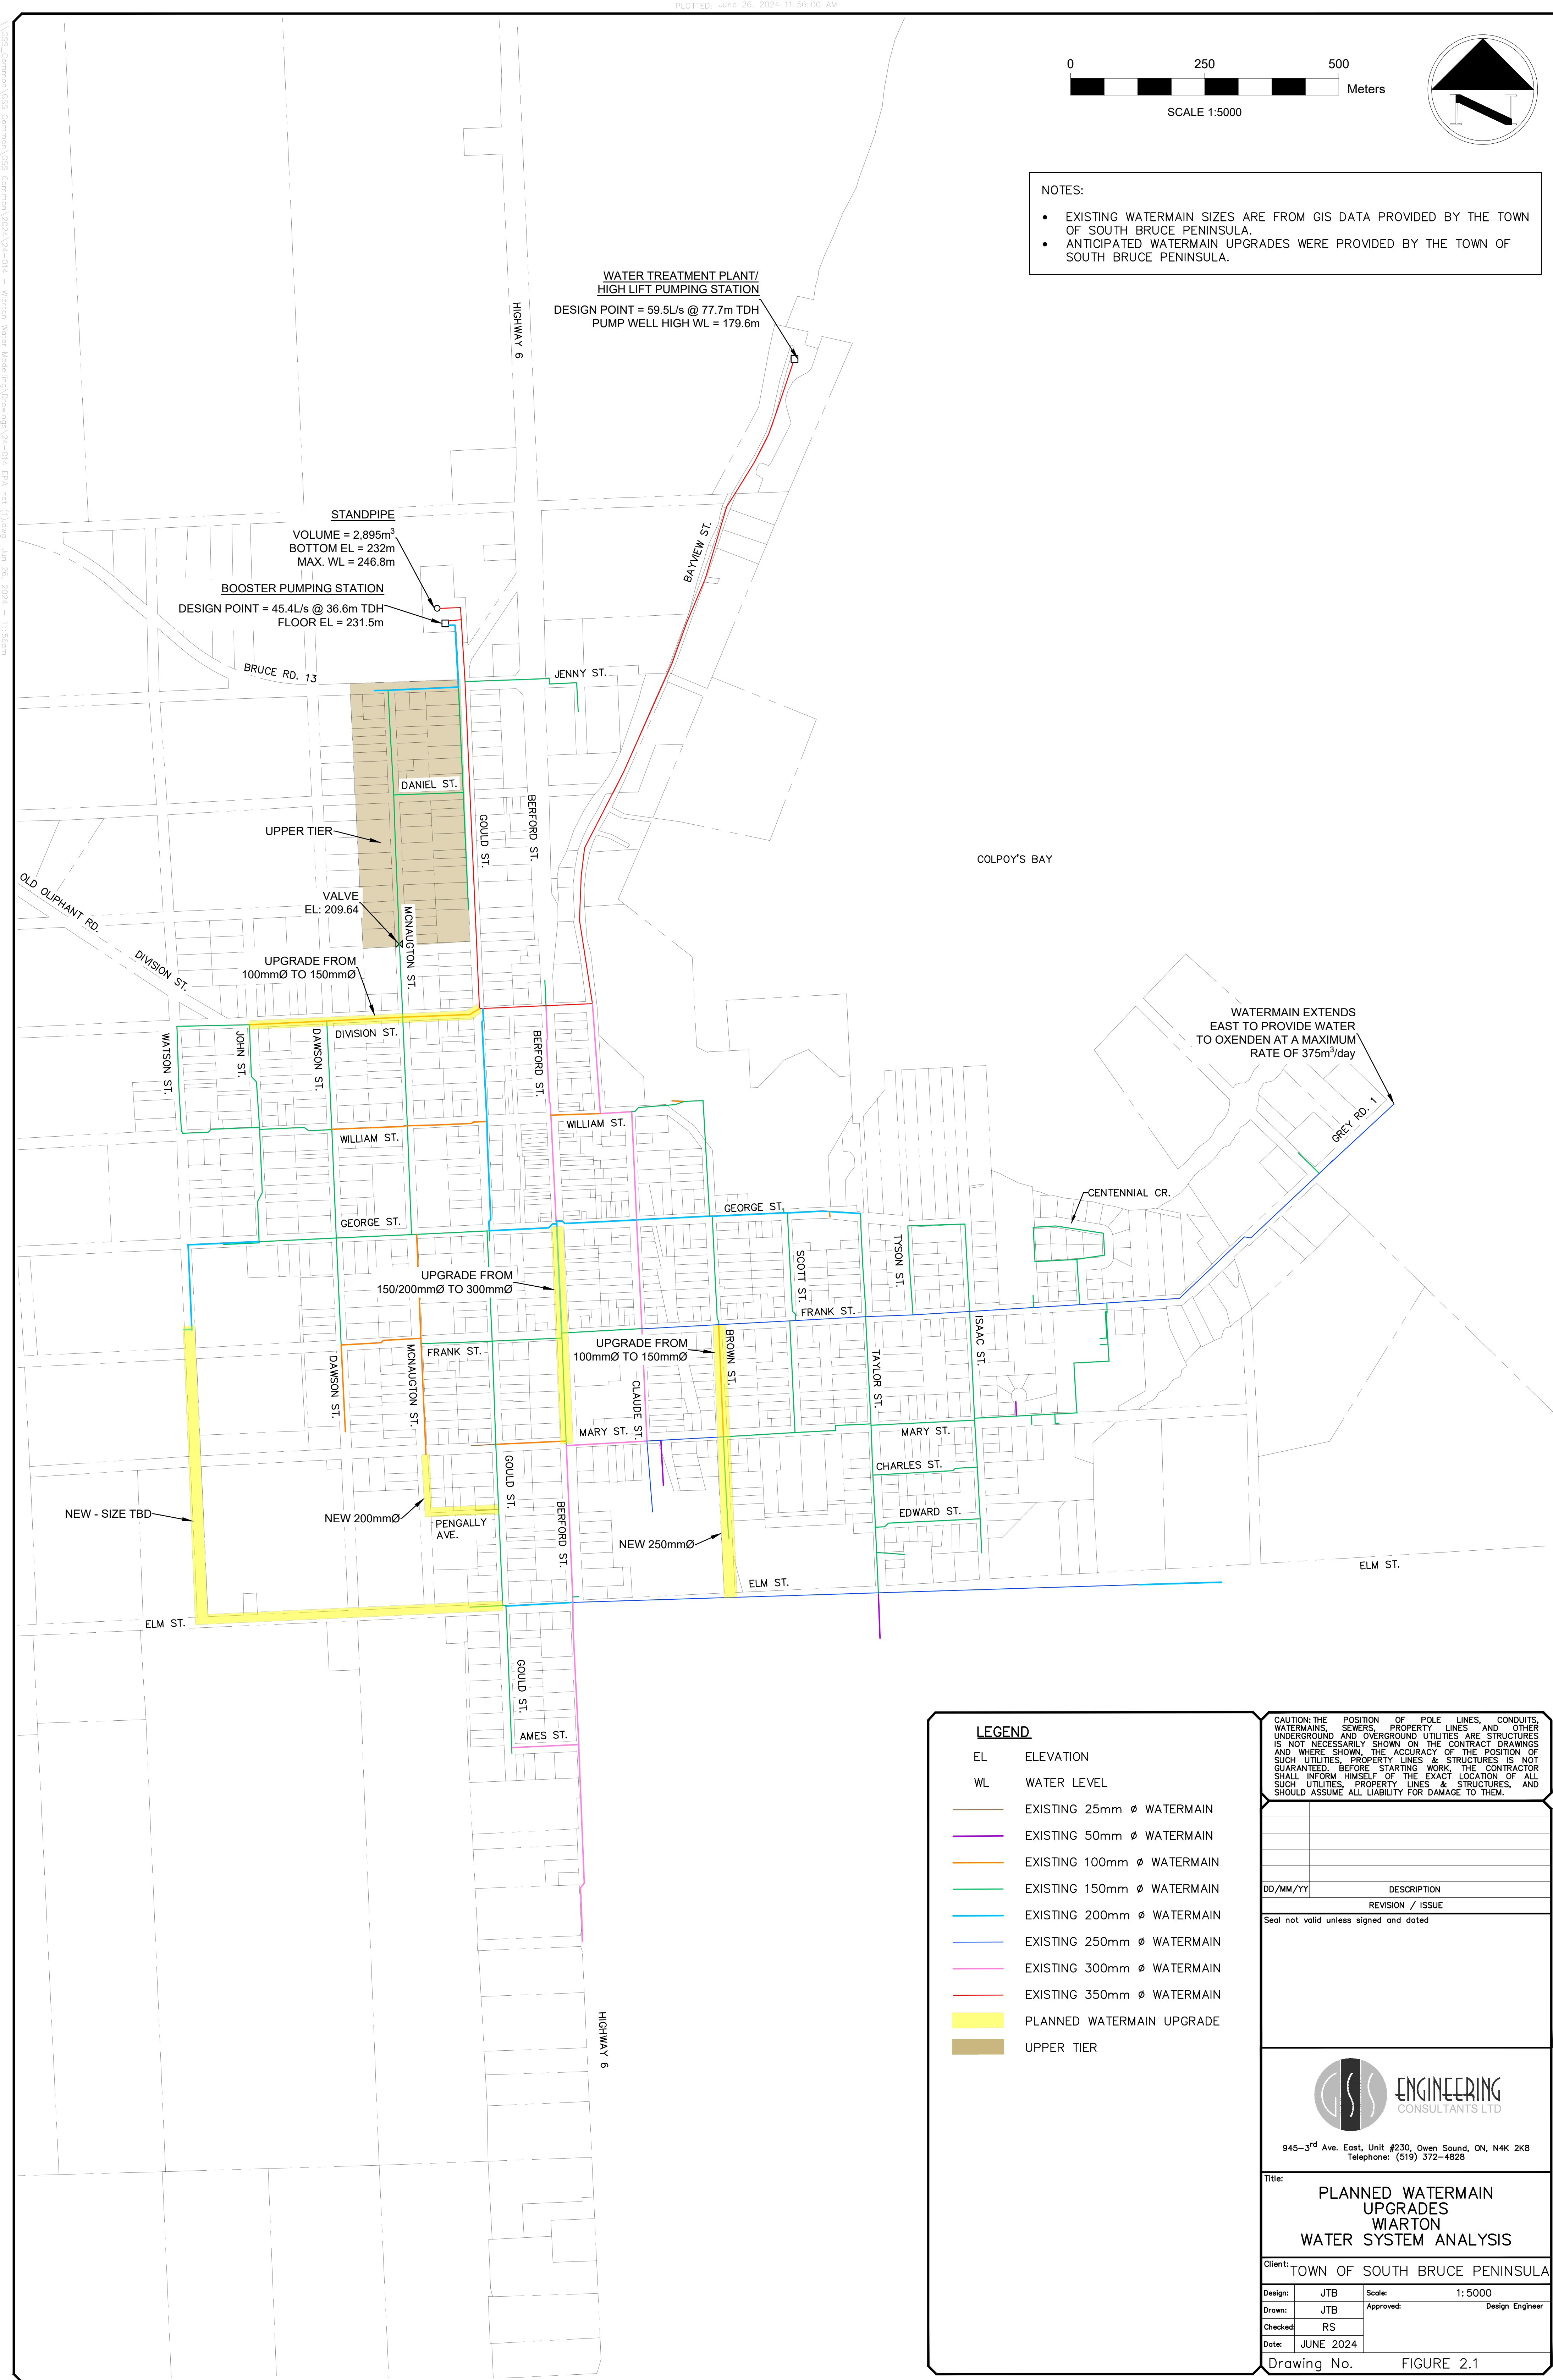 PLOTTED: June 26, 2024 11:56:00 AM
0 250 500
Meters
SCALE 1:5000
N
NOTES:
• EXISTING WATERMAIN SIZES ARE FROM GIS DATA PROVIDED BY THE TOWN
OF SOUTH BRUCE PENINSULA.
• ANTICIPATED WATERMAIN UPGRADES WERE PROVIDED BY THE TOWN OF
SOUTH BRUCE PENINSULA.
WATER TREATMENT PLANT/
HIGH LIFT PUMPING STATION
DESIGN POINT = 59.5L/s @ 77.7m TDH
PUMP WELL HIGH WL = 179.6m
HIGHWAY 6
BAYVIEW ST.
STANDPIPE
VOLUME = 2,895m³
BOTTOM EL = 232m
MAX. WL = 246.8m
BOOSTER PUMPING STATION
DESIGN POINT = 45.4L/s @ 36.6m TDH
FLOOR EL = 231.5m
BRUCE RD. 13
JENNY ST.
DANIEL ST.
UPPER TIER
GOULD ST.
BERFORD ST.
COLPOY'S BAY
OLD OLIPHANT RD.
VALVE
EL: 209.64
MCNAUGTON ST.
DIVISION ST.
UPGRADE FROM
100mmØ TO 150mmØ
DIVISION ST.
WATSON ST.
JOHN ST.
DAWSON ST.
BERFORD ST.
WATERMAIN EXTENDS
EAST TO PROVIDE WATER
TO OXENDEN AT A MAXIMUM
RATE OF 375m³/day
GREY RD. 1
WILLIAM ST.
WILLIAM ST.
CENTENNIAL CR.
GEORGE ST.
GEORGE ST.
UPGRADE FROM
150/200mmØ TO 300mmØ
SCOTT ST.
TYSON ST.
FRANK ST.
ISAAC ST.
UPGRADE FROM
100mmØ TO 150mmØ
BROWN ST.
FRANK ST.
DAWSON ST.
MCNAUGTON ST.
CLAUDE ST.
TAYLOR ST.
MARY ST.
MARY ST.
CHARLES ST.
GOULD ST.
BERFORD ST.
EDWARD ST.
NEW - SIZE TBD
NEW 200mmØ
PENGALLY
AVE.
NEW 250mmØ
ELM ST.
ELM ST.
ELM ST.
GOULD ST.
AMES ST.
HIGHWAY 6
LEGEND
EL ELEVATION
WL WATER LEVEL
EXISTING 25mm ø WATERMAIN
EXISTING 50mm ø WATERMAIN
EXISTING 100mm ø WATERMAIN
EXISTING 150mm ø WATERMAIN
EXISTING 200mm ø WATERMAIN
EXISTING 250mm ø WATERMAIN
EXISTING 300mm ø WATERMAIN
EXISTING 350mm ø WATERMAIN
PLANNED WATERMAIN UPGRADE
UPPER TIER
CAUTION: THE POSITION OF POLE LINES, CONDUITS,
WATERMAINS, SEWERS, PROPERTY LINES AND OTHER
UNDERGROUND AND OVERGROUND UTILITIES ARE STRUCTURES
IS NOT NECESSARILY SHOWN ON THE CONTRACT DRAWINGS
AND WHERE SHOWN, THE ACCURACY OF THE POSITION OF
SUCH UTILITIES, PROPERTY LINES & STRUCTURES IS NOT
GUARANTEED. BEFORE STARTING WORK, THE CONTRACTOR
SHALL INFORM HIMSELF OF THE EXACT LOCATION OF ALL
SUCH UTILITIES, PROPERTY LINES & STRUCTURES, AND
SHOULD ASSUME ALL LIABILITY FOR DAMAGE TO THEM.
DD/MM/YY DESCRIPTION
REVISION / ISSUE
Seal not valid unless signed and dated
GSS ENGINEERING
CONSULTANTS LTD
945-3rd Ave. East, Unit #230, Owen Sound, ON, N4K 2K8
Telephone: (519) 372-4828
Title:
PLANNED WATERMAIN
UPGRADES
WIARTON
WATER SYSTEM ANALYSIS
Client: TOWN OF SOUTH BRUCE PENINSULA
Design: JTB Scale: 1:5000
Drawn: JTB Approved: Design Engineer
Checked: RS
Date: JUNE 2024
Drawing No. FIGURE 2.1